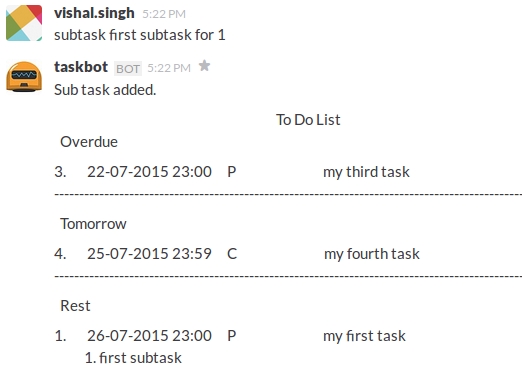 vishal.singh 5:22 PM
subtask first subtask for 1
taskbot BOT 5:22 PM
Sub task added.
To Do List
Overdue
3. 22-07-2015 23:00 P my third task
Tomorrow
4. 25-07-2015 23:59 C my fourth task
Rest
1. 26-07-2015 23:00 P my first task
1. first subtask